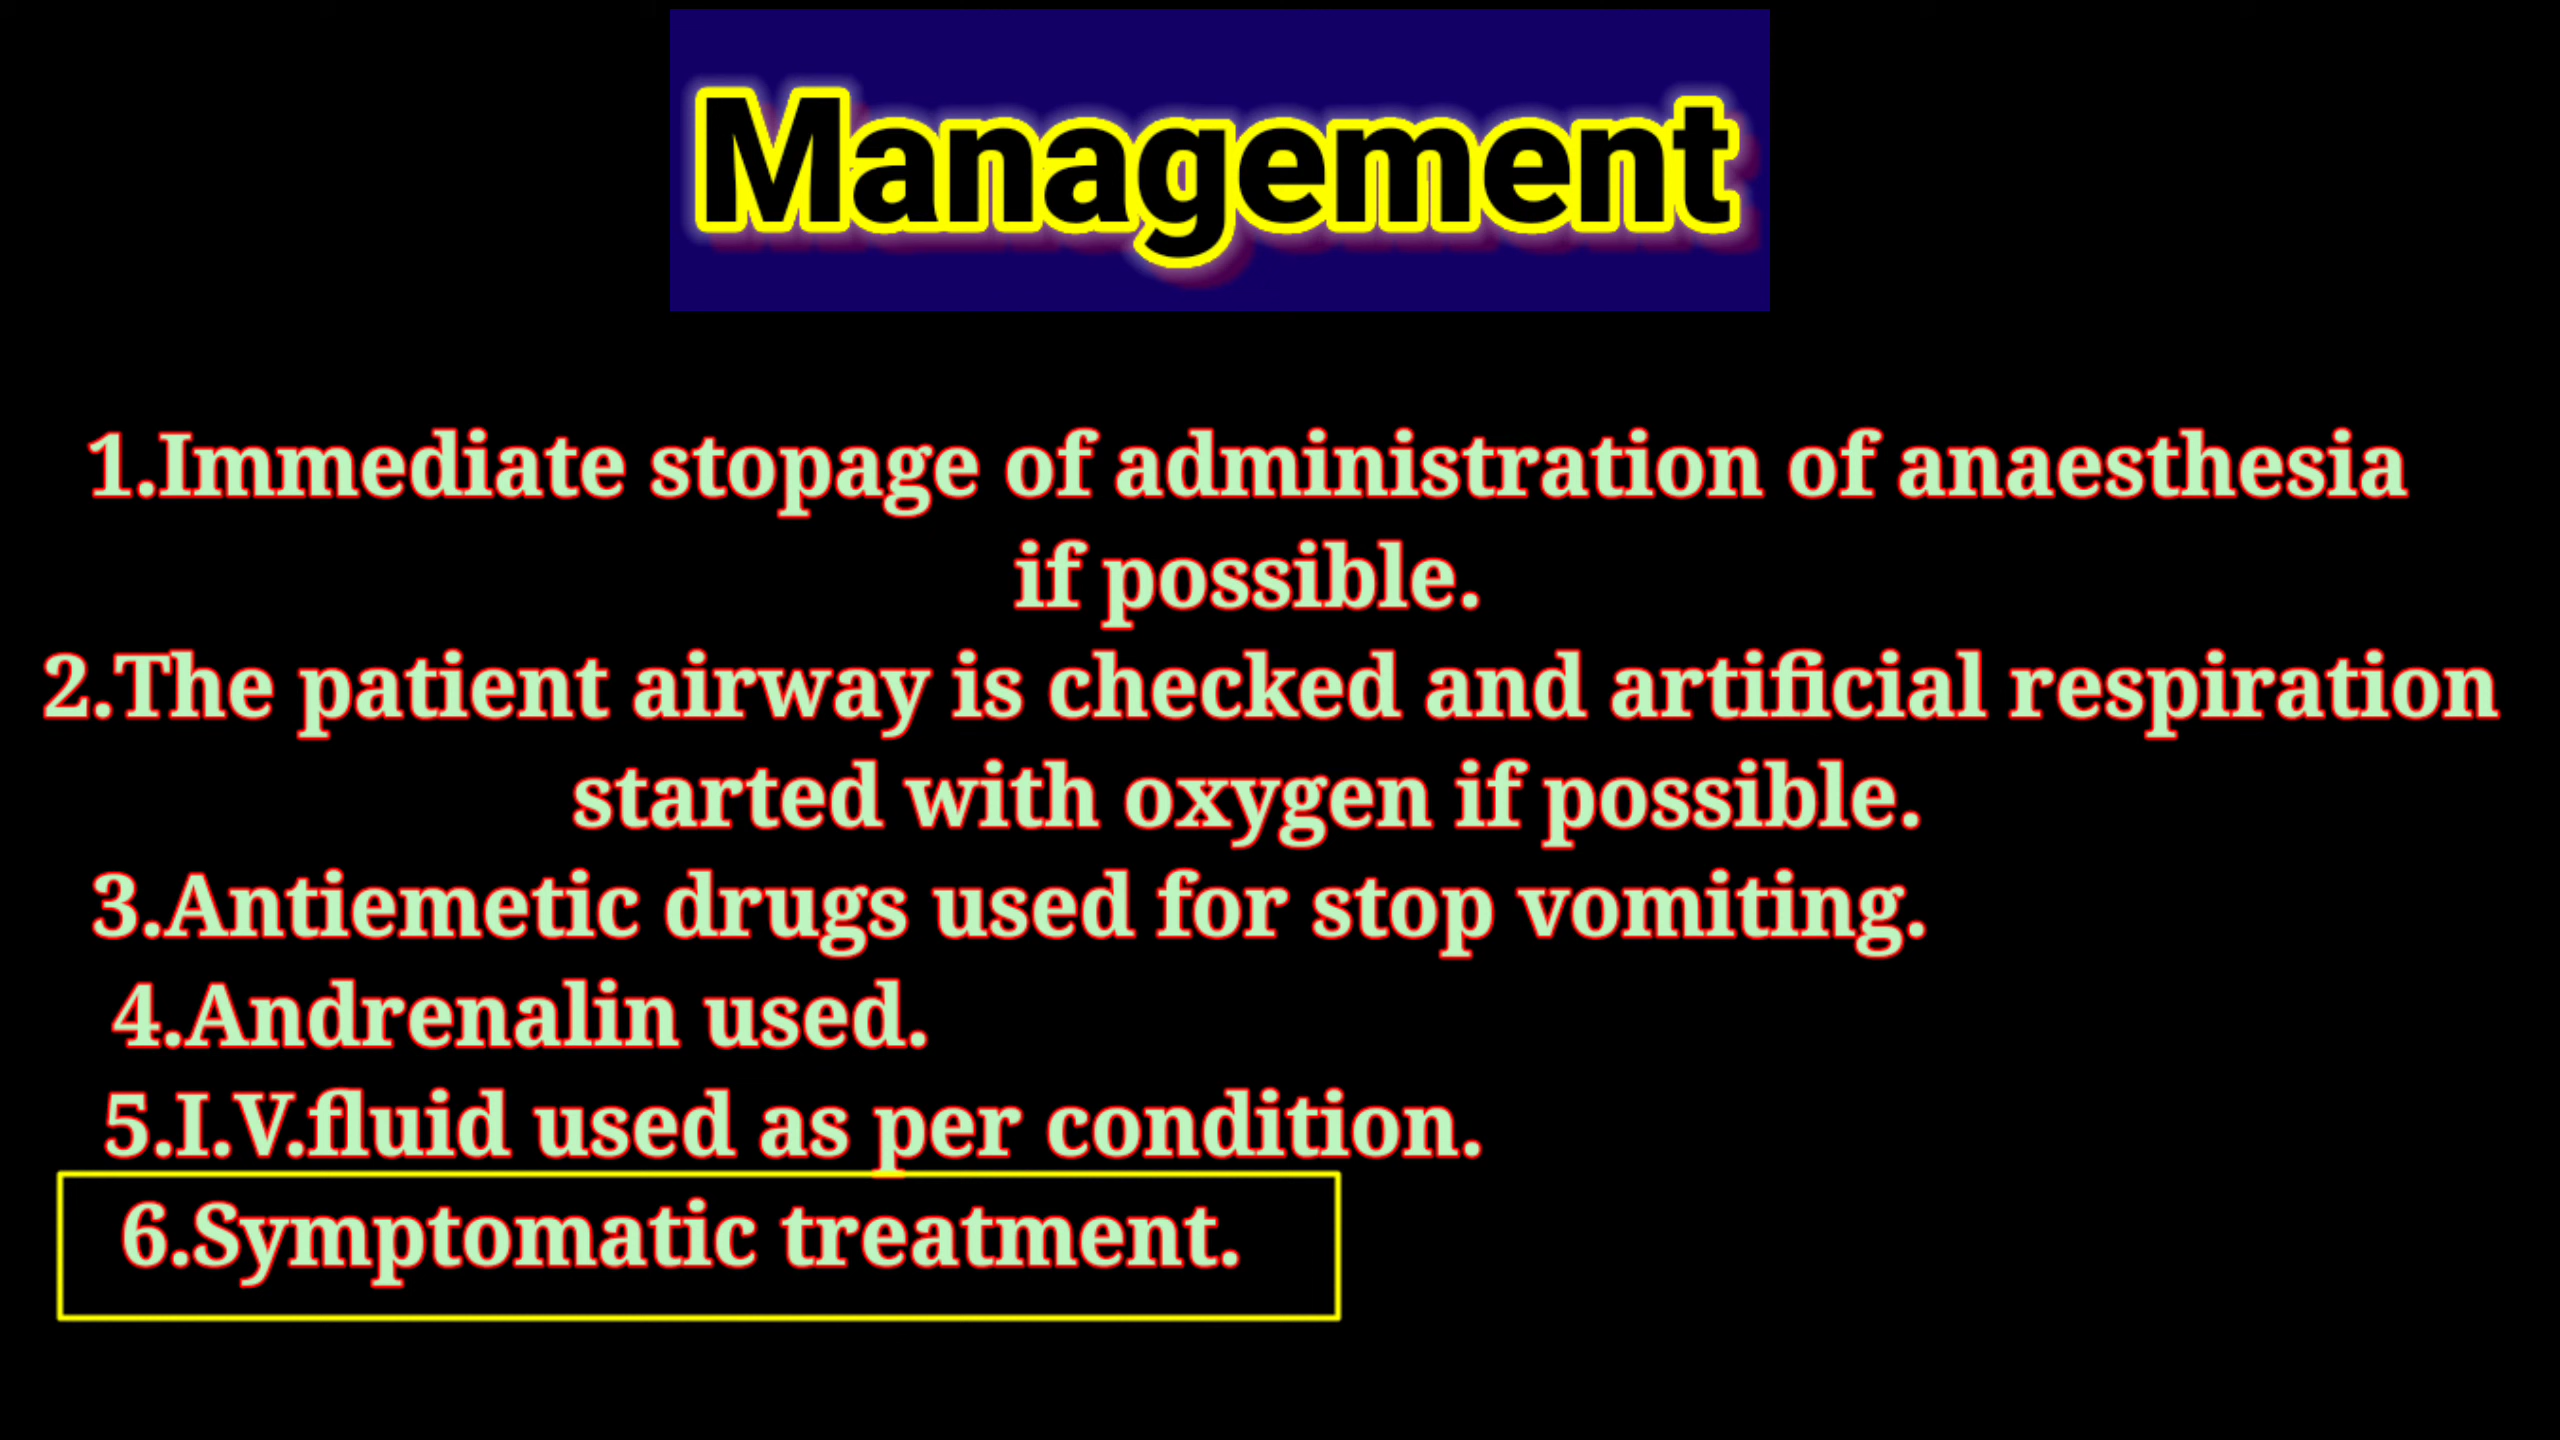 Management
1.Immediate stopage of administration of anaesthesia
if possible.
2.The patient airway is checked and artificial respiration
started with oxygen if possible.
3.Antiemetic drugs used for stop vomiting.
4.Andrenalin used.
5.I.V.fluid used as per condition.
6.Symptomatic treatment.